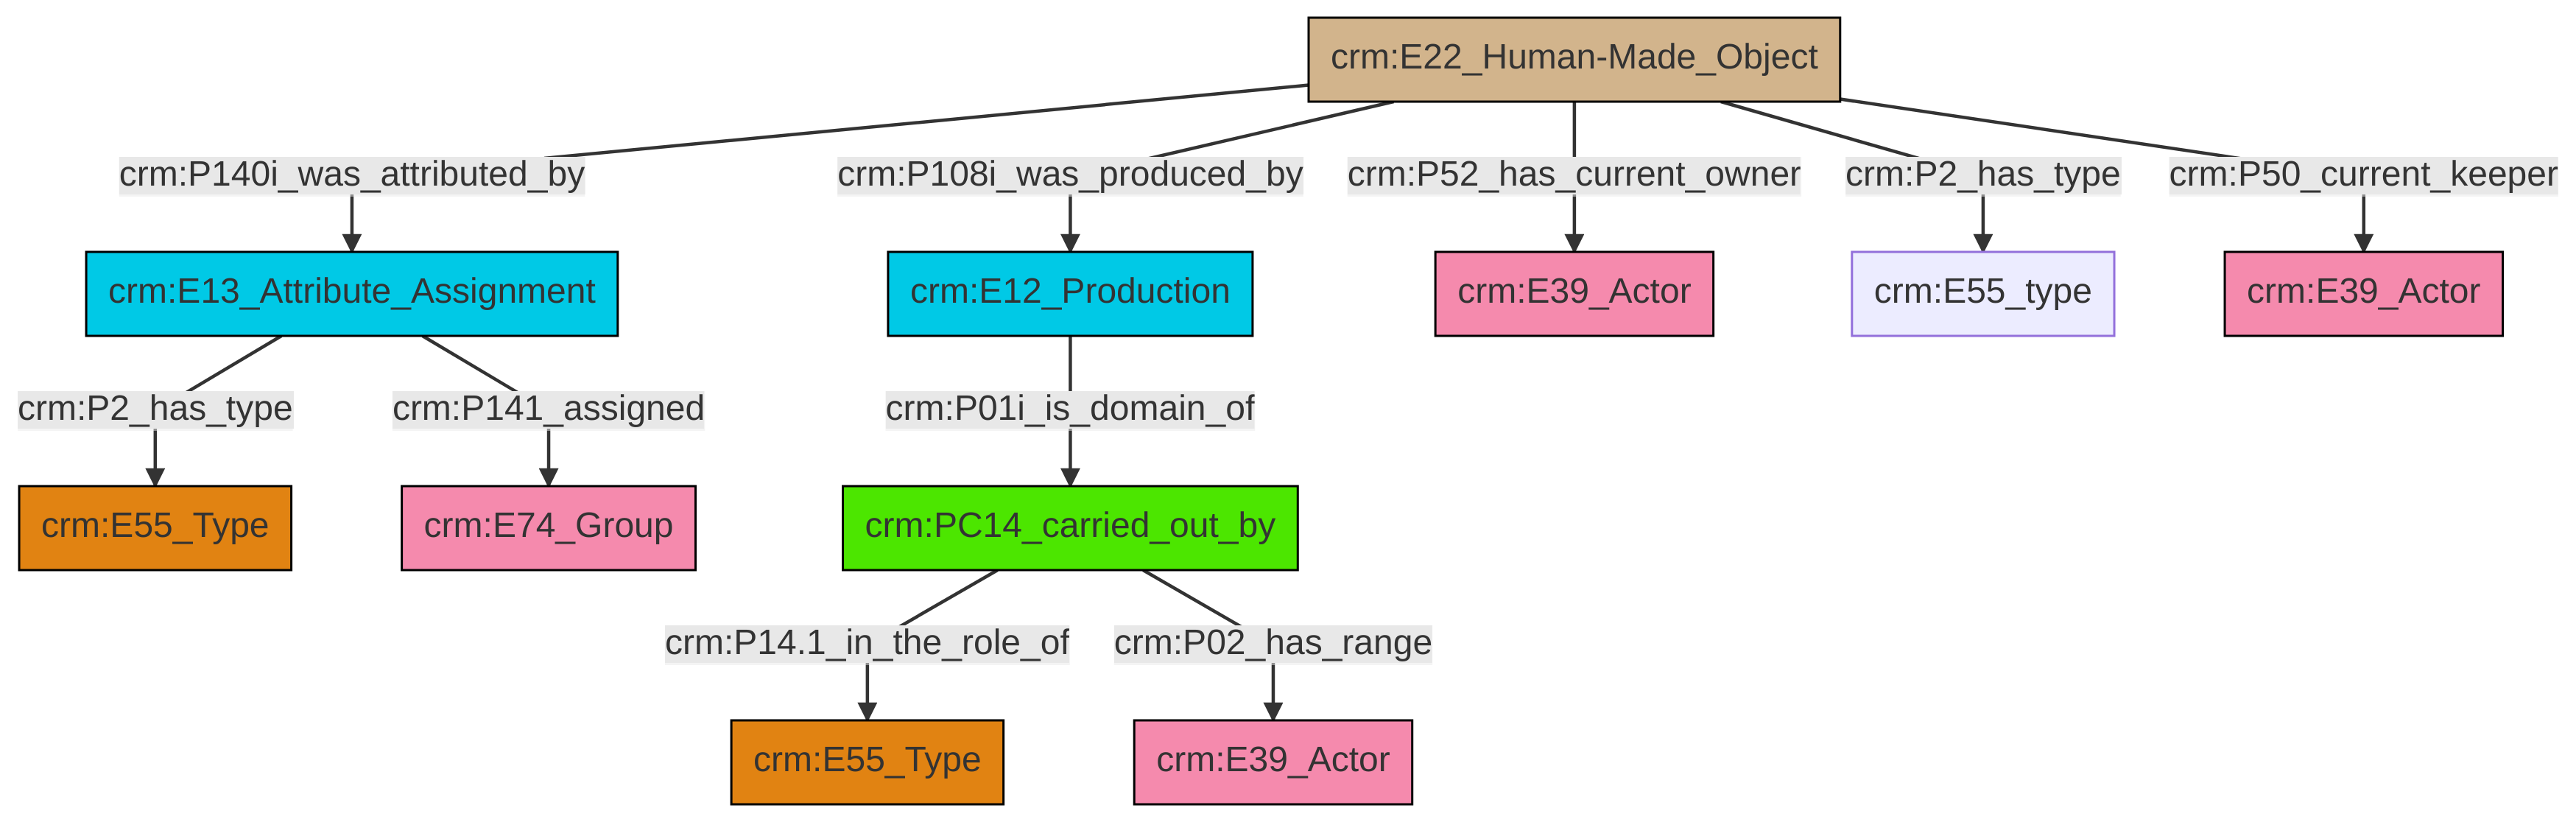 crm:E22_Human-Made_Object
crm:P140i_was_attributed_by
crm:P108i_was_produced_by
crm:P52_has_current_owner
crm:P2_has_type
crm:P50_current_keeper
crm:E13_Attribute_Assignment
crm:E12_Production
crm:E39_Actor
crm:E55_type
crm:E39_Actor
crm:P2_has_type
crm:P141_assigned
crm:P01i_is_domain_of
crm:E55_Type
crm:E74_Group
crm:PC14_carried_out_by
crm:P14.1_in_the_role_of
crm:P02_has_range
crm:E55_Type
crm:E39_Actor